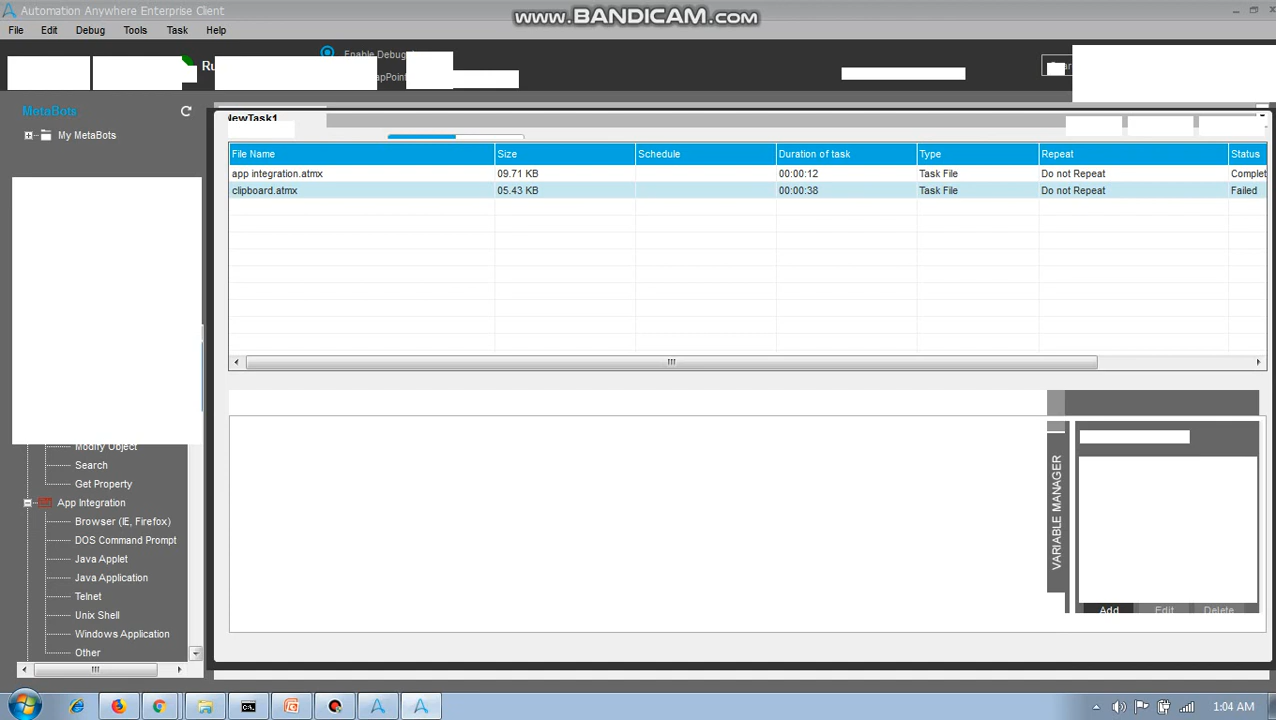 Automation Anywhere Enterprise Client
www.BANDICAM.com
File Edit Debug Tools Task Help
Enable Debug
MetaBots
My MetaBots
NewTask1
File Name Size Schedule Duration of task Type Repeat Status
app integration.atmx 09.71 KB 00:00:12 Task File Do not Repeat Complet
clipboard.atmx 05.43 KB 00:00:38 Task File Do not Repeat Failed
Modify Object
Search
Get Property
App Integration
Browser (IE, Firefox)
DOS Command Prompt
Java Applet
Java Application
Telnet
Unix Shell
Windows Application
Other
VARIABLE MANAGER
Add Edit Delete
1:04 AM